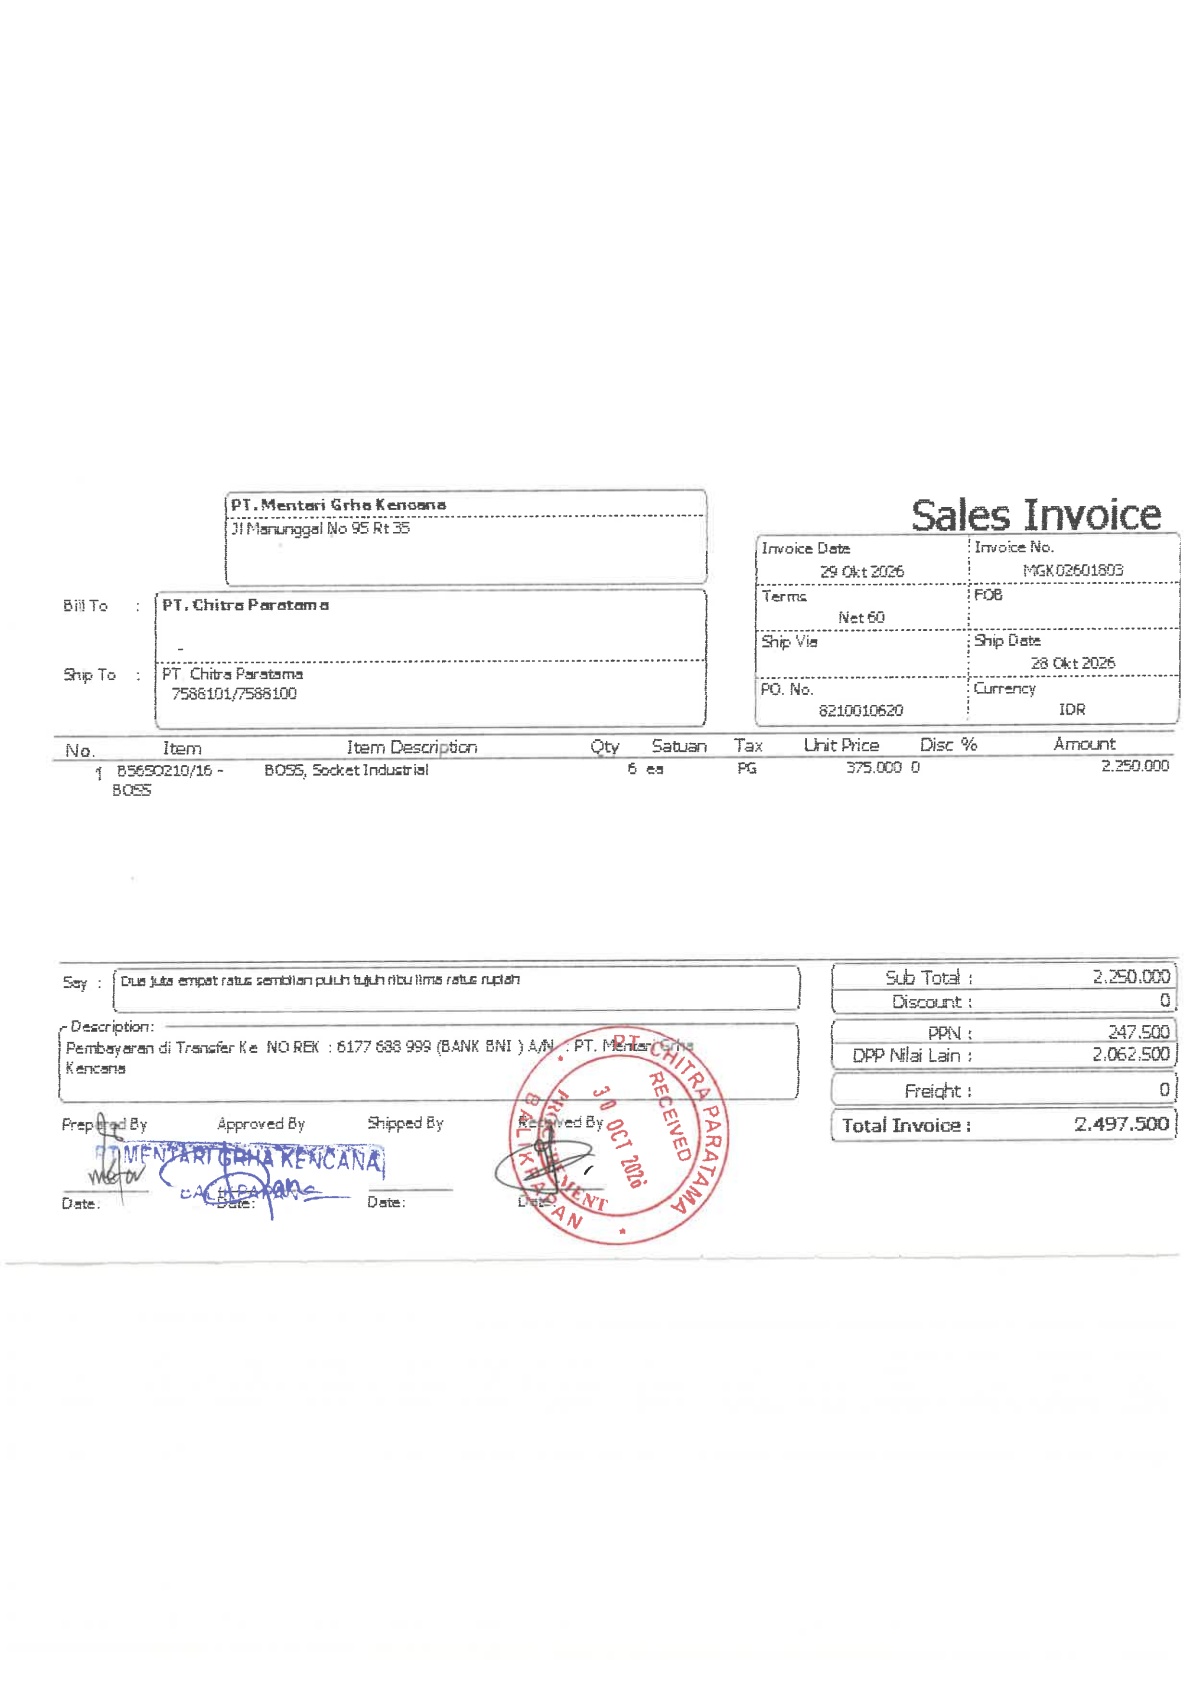 PT. Mentari Grha Kencana
Jl Manunggal No 95 Rt 35
Sales Invoice
Invoice Date
29 Okt 2026
Invoice No.
MGK02601803
Terms
Net 60
FOB
Ship Via
Ship Date
28 Okt 2026
PO. No.
8210010620
Currency
IDR
Bill To :
PT. Chitra Paratama
-
Ship To :
PT Chitra Paratama
7588101/7588100
No. Item Item Description Qty Satuan Tax Unit Price Disc % Amount
1 B56SO210/16 - BOSS, Socket Industrial 6 ea PG 375.000 0 2.250.000
BOSS
Say : Dua juta empat ratus sembilan puluh tujuh ribu lima ratus rupiah
Sub Total : 2.250.000
Discount : 0
PPN : 247.500
DPP Nilai Lain : 2.062.500
Freight : 0
Total Invoice : 2.497.500
Description:
Pembayaran di Transfer Ke NO REK : 6177 688 999 (BANK BNI ) A/N : PT. Mentari Grha
Kencana
Prepared By Approved By Shipped By Received By
PT MENTARI GRHA KENCANA
BALIKPAPAN
Date: Date: Date: Date:
PT. CHITRA PARATAMA
RECEIVED
30 OCT 2026
PROCUREMENT
BALIKPAPAN